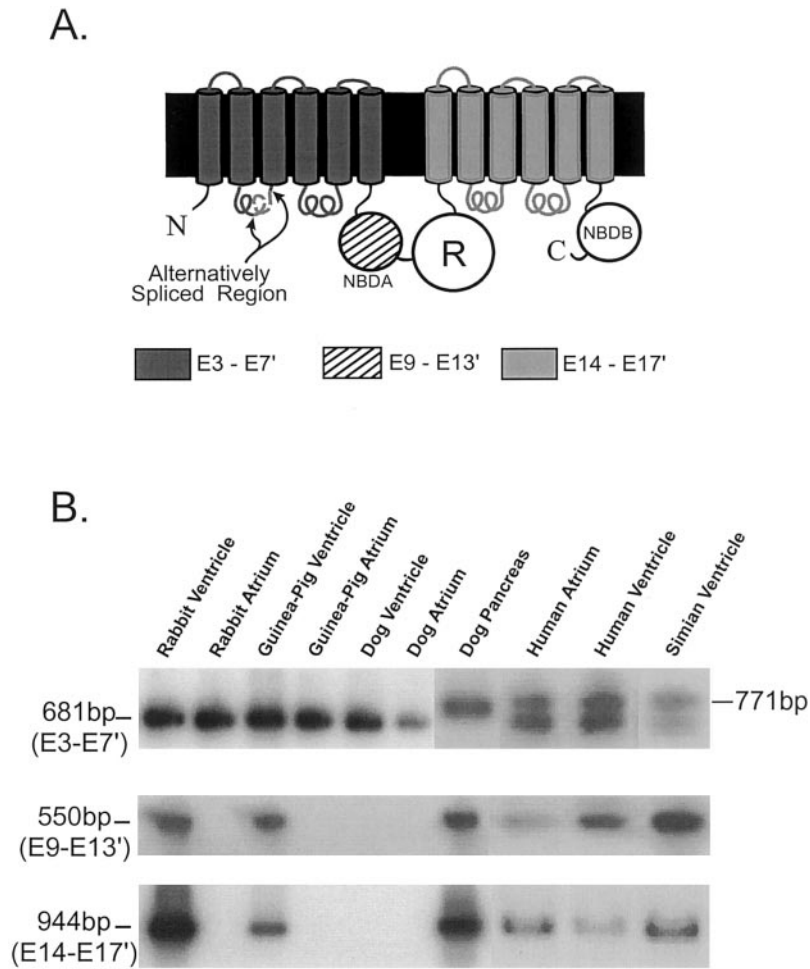 A.
N
Alternatively
Spliced Region
NBDA
R
C
NBDB
E3 - E7'
E9 - E13'
E14 - E17'
B.
Rabbit Ventricle
Rabbit Atrium
Guinea-Pig Ventricle
Guinea-Pig Atrium
Dog Ventricle
Dog Atrium
Dog Pancreas
Human Atrium
Human Ventricle
Simian Ventricle
681bp
(E3-E7')
771bp
550bp
(E9-E13')
944bp
(E14-E17')